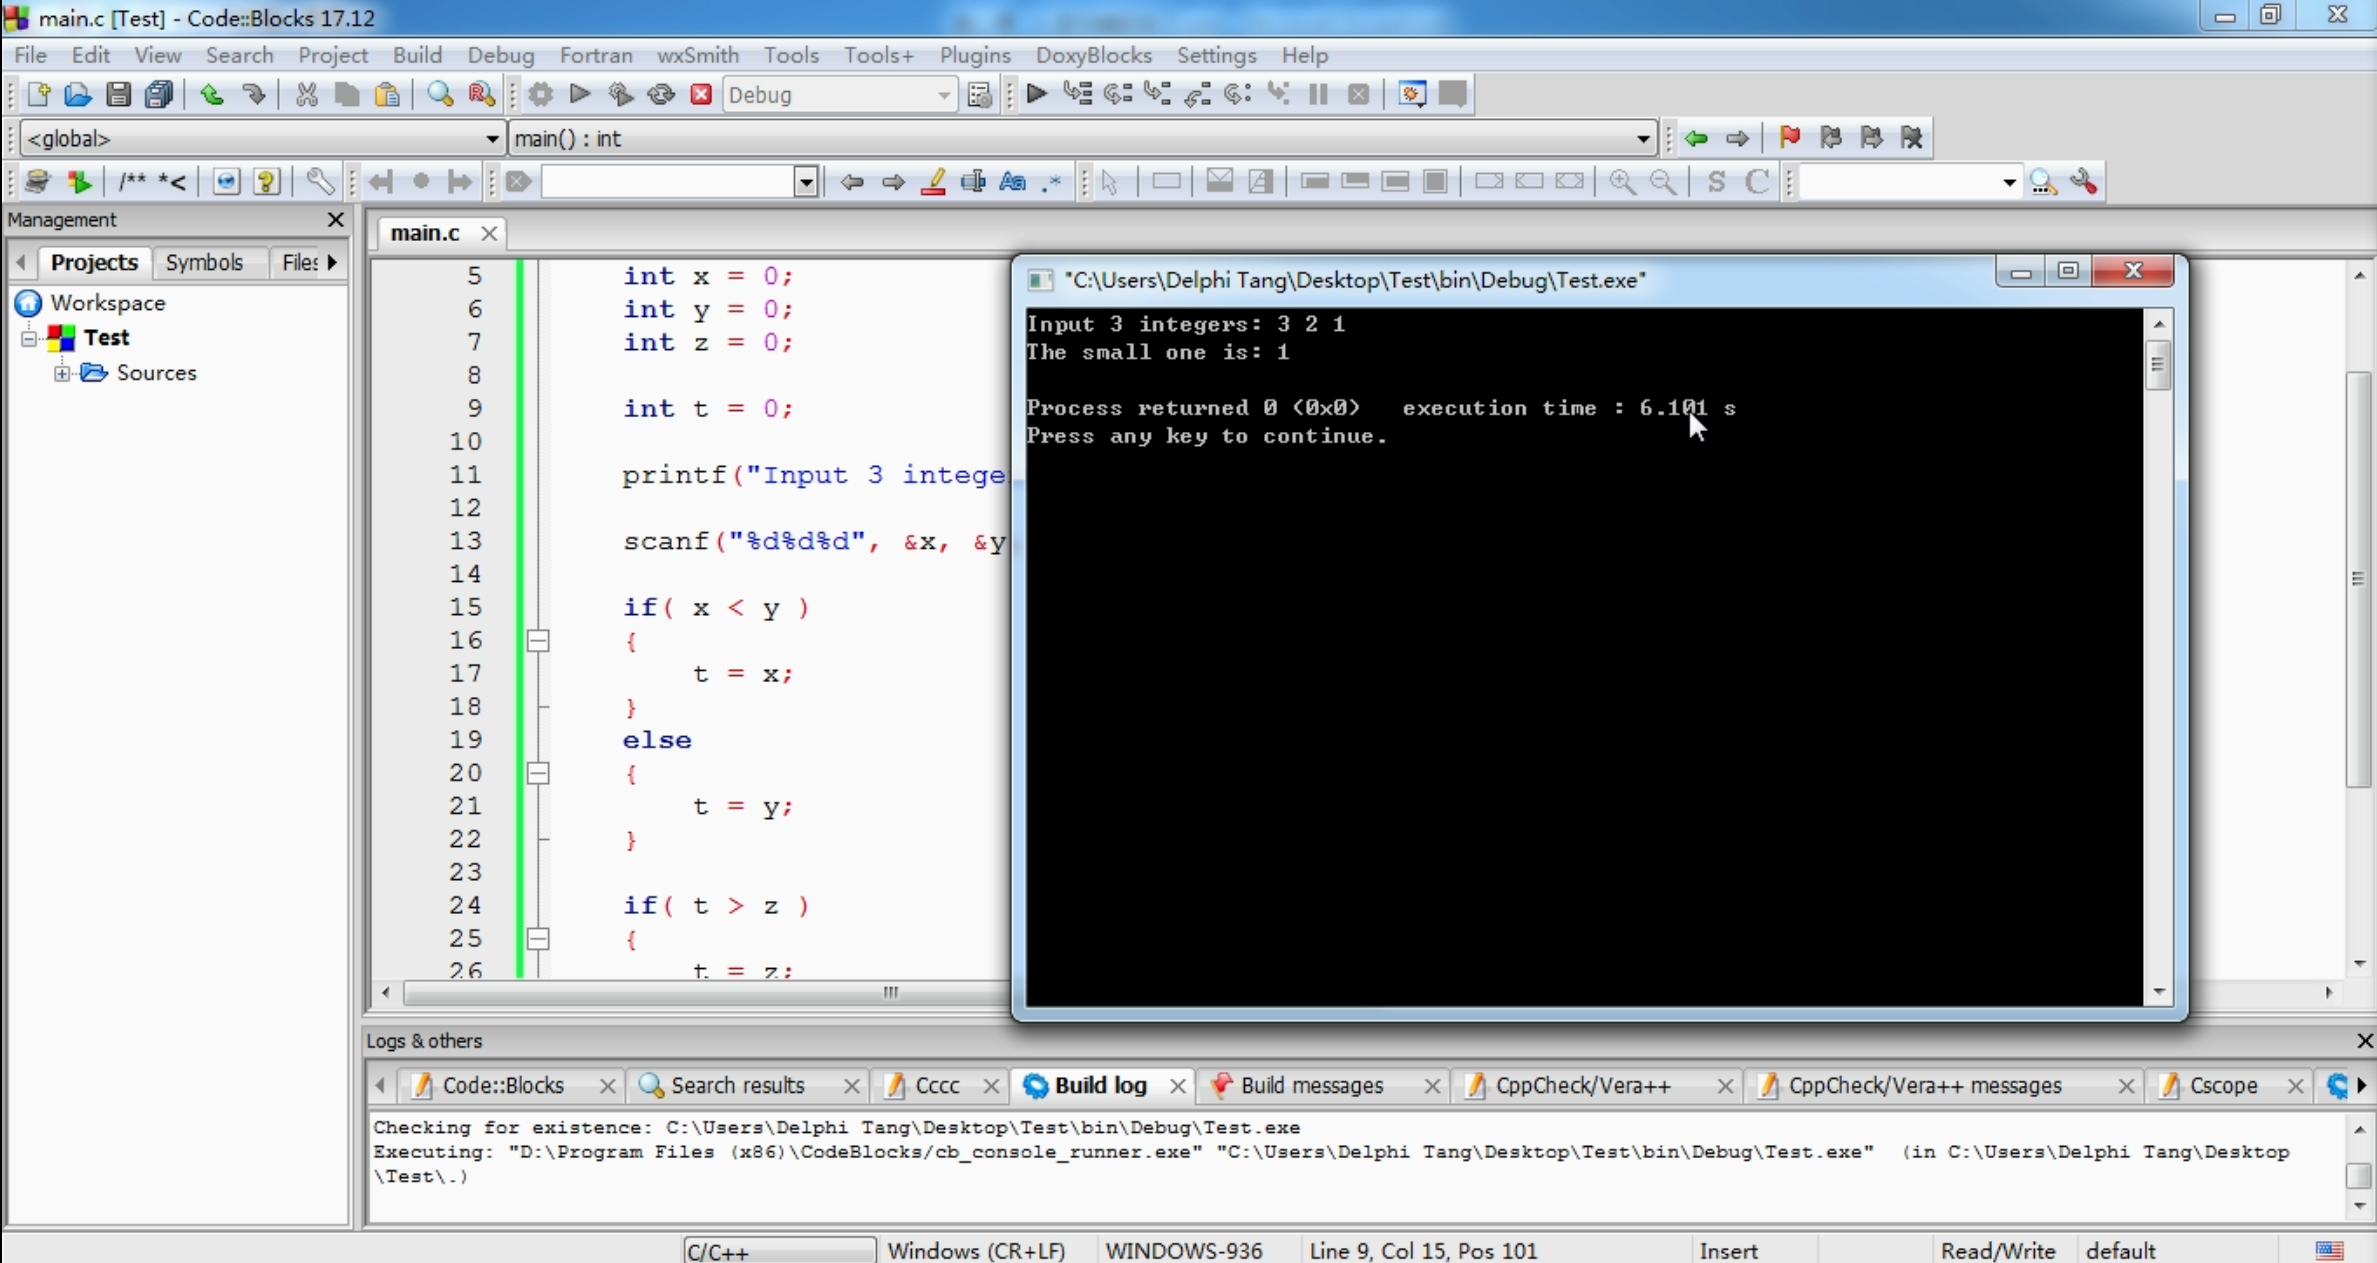 main.c [Test] - Code::Blocks 17.12
File Edit View Search Project Build Debug Fortran wxSmith Tools Tools+ Plugins DoxyBlocks Settings Help
Debug
<global> main() : int
/** *<
S C
Management
Projects Symbols Files
Workspace
Test
Sources
main.c
5 int x = 0;
6 int y = 0;
7 int z = 0;
8
9 int t = 0;
10
11 printf("Input 3 intege
12
13 scanf("%d%d%d", &x, &y
14
15 if( x < y )
16 {
17 t = x;
18 }
19 else
20 {
21 t = y;
22 }
23
24 if( t > z )
25 {
26 t = z;
"C:\Users\Delphi Tang\Desktop\Test\bin\Debug\Test.exe"
Input 3 integers: 3 2 1
The small one is: 1
Process returned 0 (0x0) execution time : 6.101 s
Press any key to continue.
Logs & others
Code::Blocks Search results Cccc Build log Build messages CppCheck/Vera++ CppCheck/Vera++ messages Cscope
Checking for existence: C:\Users\Delphi Tang\Desktop\Test\bin\Debug\Test.exe
Executing: "D:\Program Files (x86)\CodeBlocks/cb_console_runner.exe" "C:\Users\Delphi Tang\Desktop\Test\bin\Debug\Test.exe" (in C:\Users\Delphi Tang\Desktop
\Test\.)
C/C++ Windows (CR+LF) WINDOWS-936 Line 9, Col 15, Pos 101 Insert Read/Write default